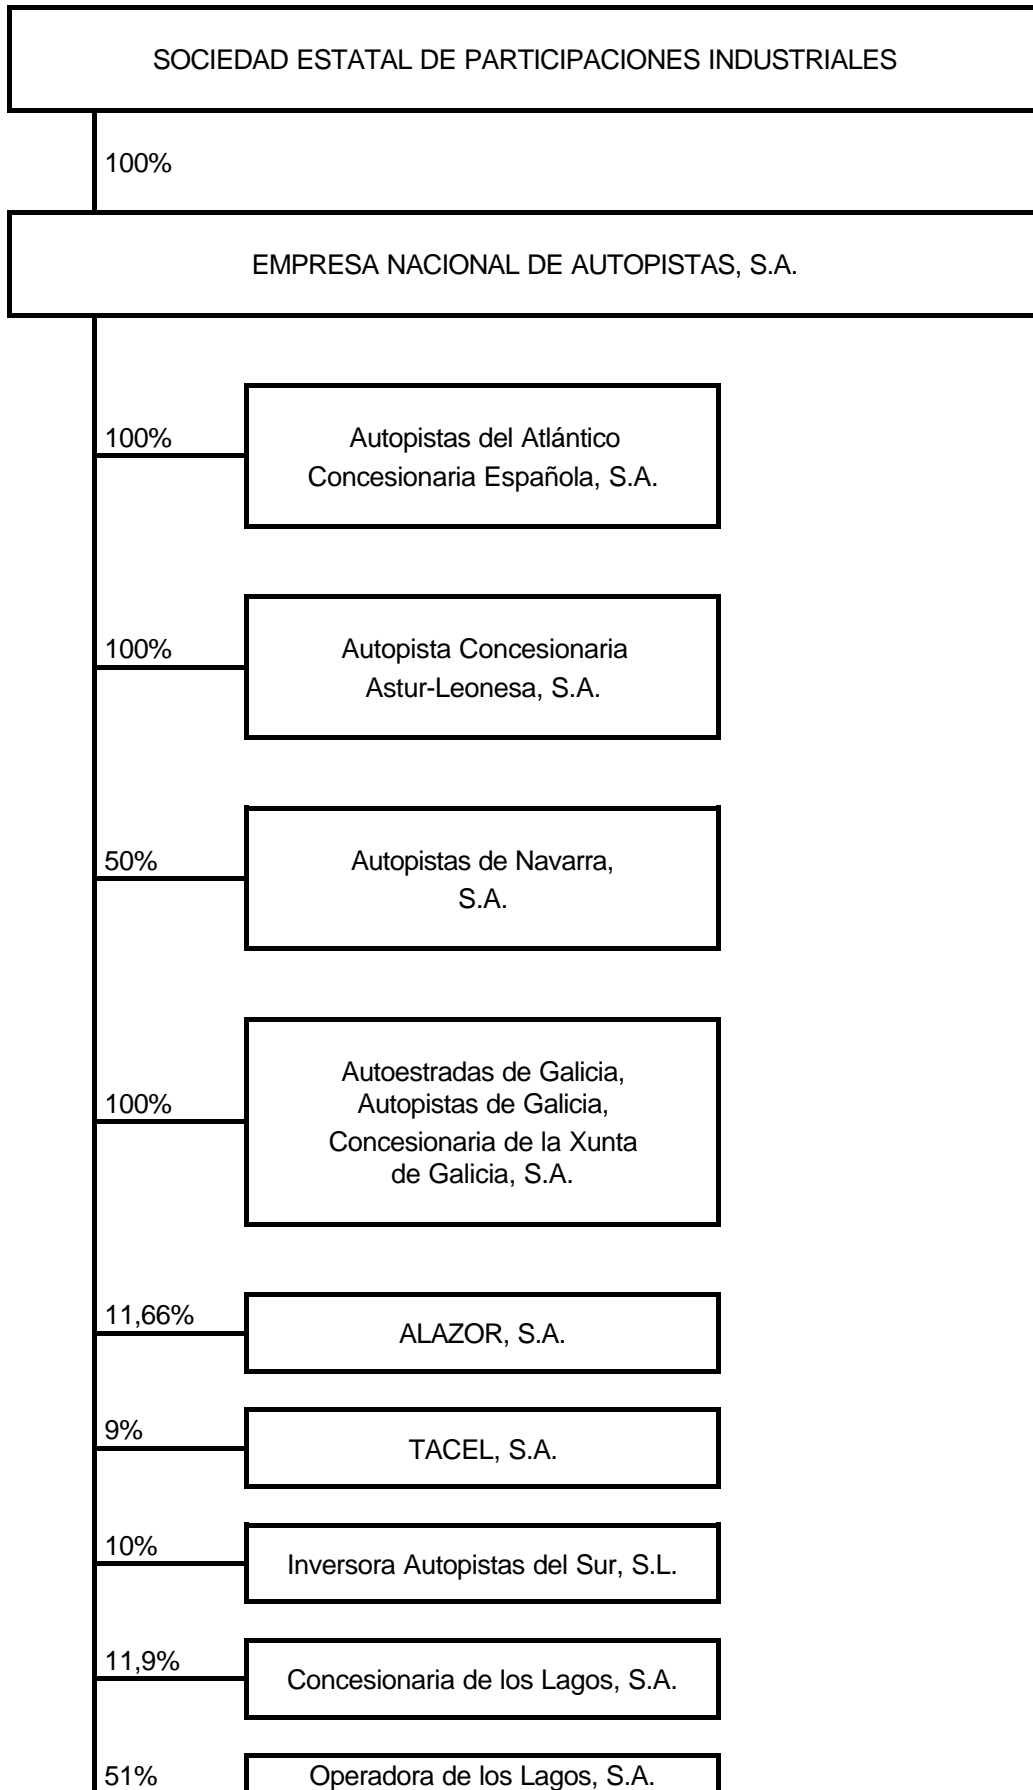 SOCIEDAD ESTATAL DE PARTICIPACIONES INDUSTRIALES
100%
EMPRESA NACIONAL DE AUTOPISTAS, S.A.
100%
Autopistas del Atlántico
Concesionaria Española, S.A.
100%
Autopista Concesionaria
Astur-Leonesa, S.A.
50%
Autopistas de Navarra,
S.A.
100%
Autoestradas de Galicia,
Autopistas de Galicia,
Concesionaria de la Xunta
de Galicia, S.A.
11,66%
ALAZOR, S.A.
9%
TACEL, S.A.
10%
Inversora Autopistas del Sur, S.L.
11,9%
Concesionaria de los Lagos, S.A.
51%
Operadora de los Lagos, S.A.